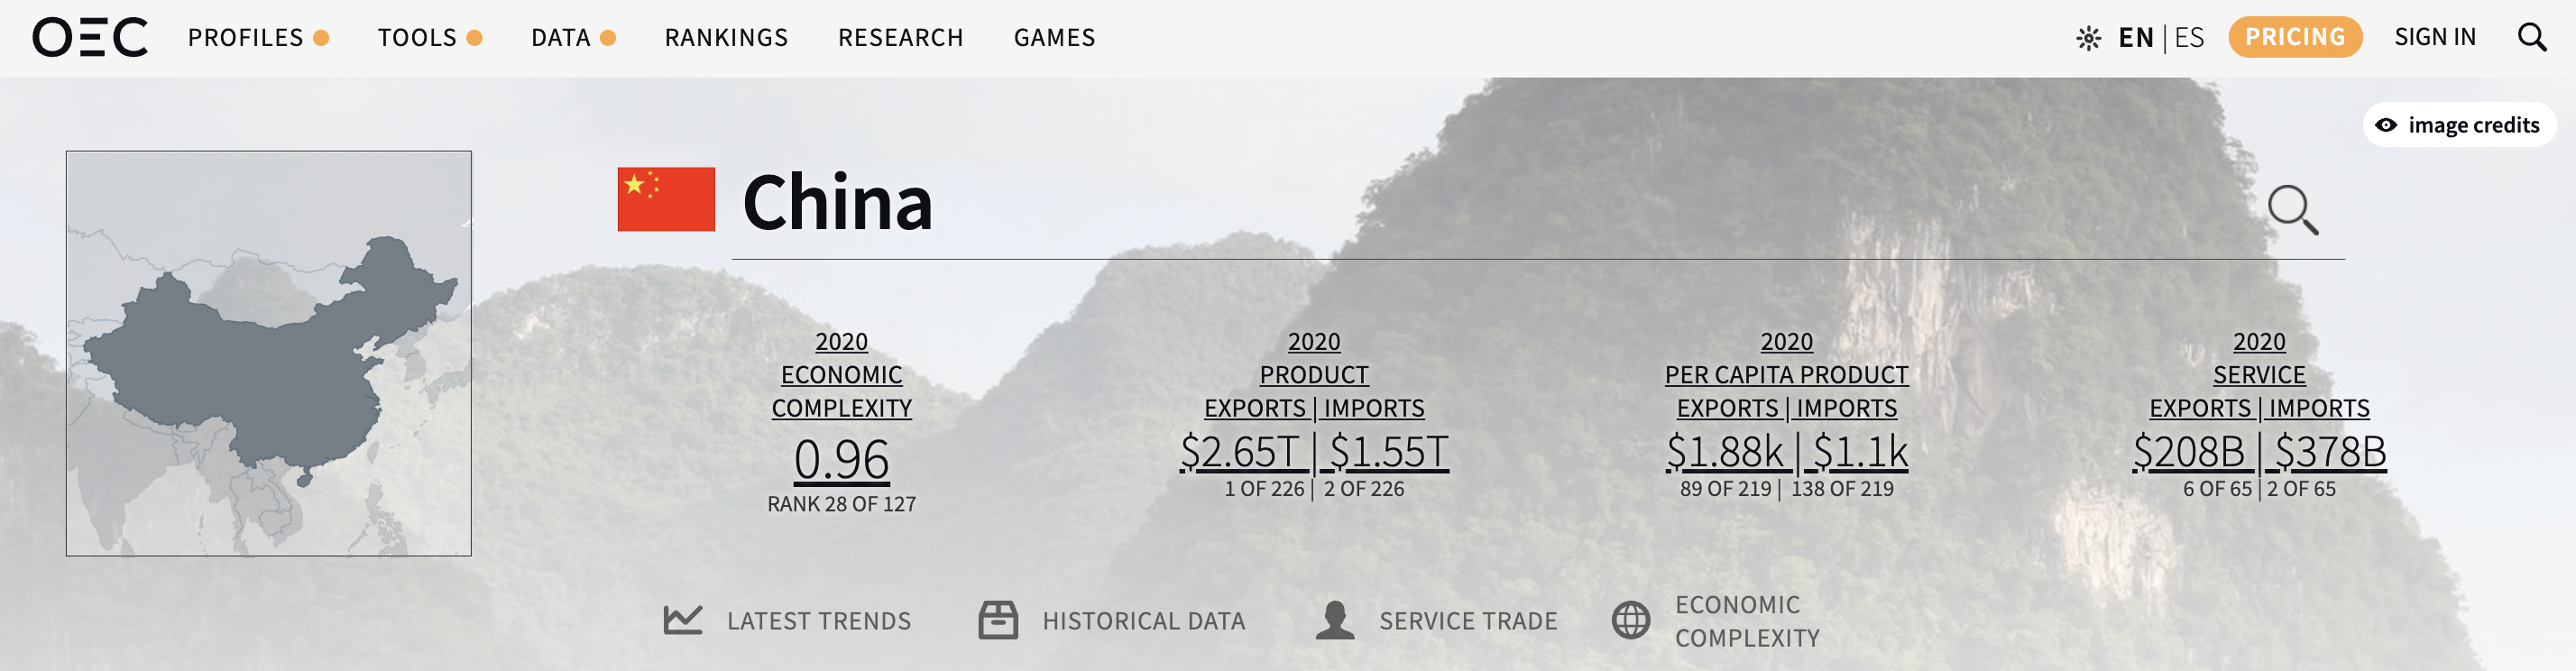 OEC PROFILES TOOLS DATA RANKINGS RESEARCH GAMES EN | ES PRICING SIGN IN
image credits
China
2020
ECONOMIC
COMPLEXITY
0.96
RANK 28 OF 127
2020
PRODUCT
EXPORTS | IMPORTS
$2.65T | $1.55T
1 OF 226 | 2 OF 226
2020
PER CAPITA PRODUCT
EXPORTS | IMPORTS
$1.88k | $1.1k
89 OF 219 | 138 OF 219
2020
SERVICE
EXPORTS | IMPORTS
$208B | $378B
6 OF 65 | 2 OF 65
LATEST TRENDS
HISTORICAL DATA
SERVICE TRADE
ECONOMIC
COMPLEXITY